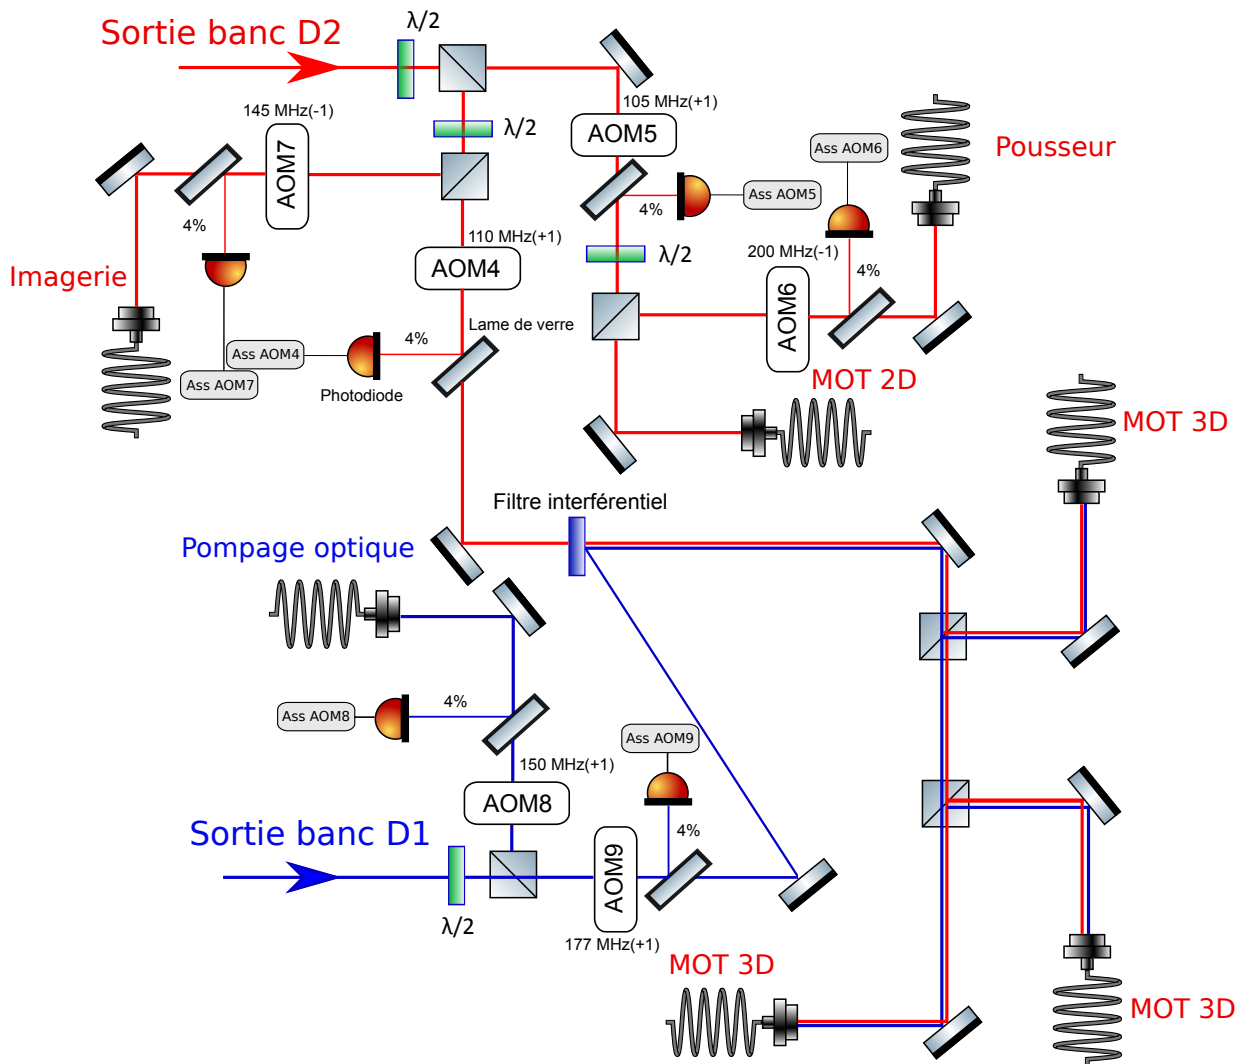 Sortie banc D2
λ/2
145 MHz(-1)
105 MHz(+1)
λ/2
AOM5
Ass AOM6
Pousseur
AOM7
4%
Ass AOM5
4%
110 MHz(+1)
λ/2
200 MHz(-1)
4%
Imagerie
AOM4
AOM6
Lame de verre
4%
Ass AOM4
Ass AOM7
Photodiode
MOT 2D
MOT 3D
Filtre interférentiel
Pompage optique
4%
Ass AOM8
Ass AOM9
150 MHz(+1)
AOM8
4%
Sortie banc D1
AOM9
λ/2
177 MHz(+1)
MOT 3D
MOT 3D